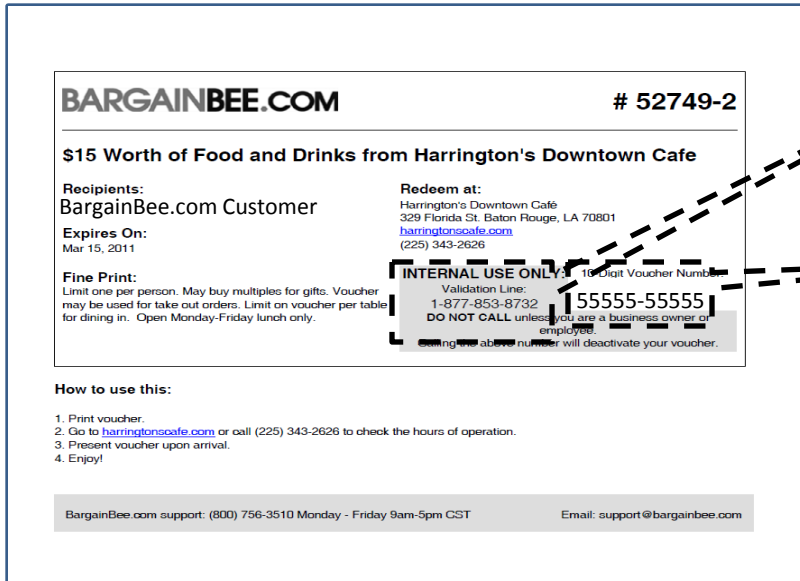 BARGAINBEE.COM
# 52749-2
$15 Worth of Food and Drinks from Harrington's Downtown Cafe
Recipients:
BargainBee.com Customer
Expires On:
Mar 15, 2011
Fine Print:
Limit one per person. May buy multiples for gifts. Voucher
may be used for take out orders. Limit on voucher per table
for dining in. Open Monday-Friday lunch only.
Redeem at:
Harrington's Downtown Café
329 Florida St. Baton Rouge, LA 70801
harringtonscafe.com
(225) 343-2626
INTERNAL USE ONLY:
Validation Line:
1-877-853-8732
10-Digit Voucher Number:
55555-55555
DO NOT CALL unless you are a business owner or
employee.
Calling the above number will deactivate your voucher.
How to use this:
1. Print voucher.
2. Go to harringtonscafe.com or call (225) 343-2626 to check the hours of operation.
3. Present voucher upon arrival.
4. Enjoy!
BargainBee.com support: (800) 756-3510 Monday - Friday 9am-5pm CST
Email: support@bargainbee.com